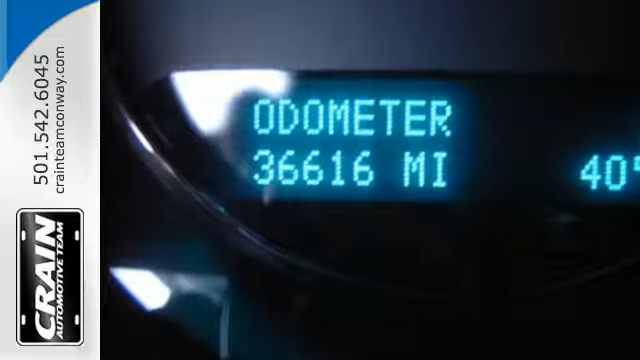 501.542.6045
crainteamconway.com
CRAIN
AUTOMOTIVE TEAM
ODOMETER
36616 MI
40°